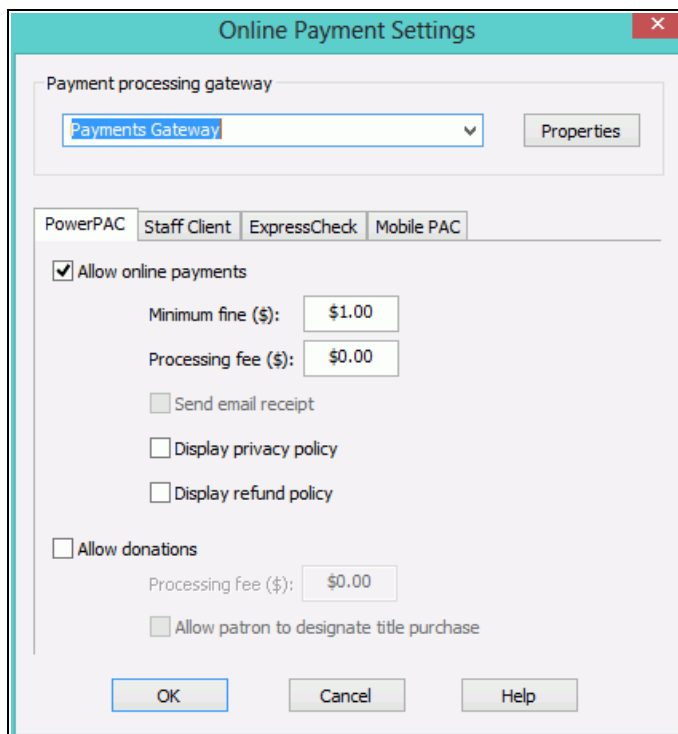 Online Payment Settings
Payment processing gateway
Payments Gateway
Properties
PowerPAC Staff Client ExpressCheck Mobile PAC
Allow online payments
Minimum fine ($): $1.00
Processing fee ($): $0.00
Send email receipt
Display privacy policy
Display refund policy
Allow donations
Processing fee ($): $0.00
Allow patron to designate title purchase
OK Cancel Help